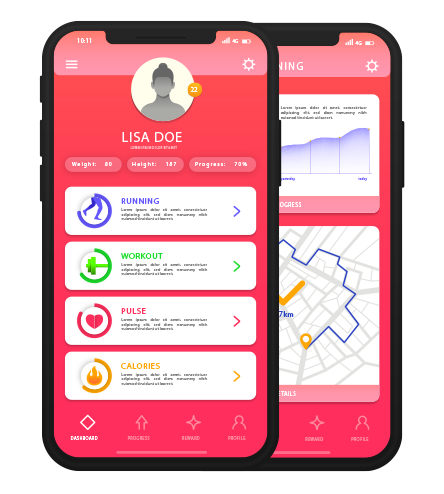 10:11
4G
22
LISA DOE
Weight: 80
Height: 187
Progress: 70%
RUNNING
Lorem ipsum dolor sit amet, consectetuer
adipiscing elit, sed diam nonummy nibh
euismod tincidunt ut laoreet
WORKOUT
Lorem ipsum dolor sit amet, consectetuer
adipiscing elit, sed diam nonummy nibh
euismod tincidunt ut laoreet
PULSE
Lorem ipsum dolor sit amet, consectetuer
adipiscing elit, sed diam nonummy nibh
euismod tincidunt ut laoreet
CALORIES
Lorem ipsum dolor sit amet, consectetuer
adipiscing elit, sed diam nonummy nibh
euismod tincidunt ut laoreet
DASHBOARD
PROGRESS
REWARD
PROFILE
4G
NING
Lorem ipsum dolor sit amet,
adipiscing elit, sed diam nonummy nibh
euismod tincidunt ut laoreet
yesterday
today
OGRESS
7km
ETAILS
REWARD
PROFILE